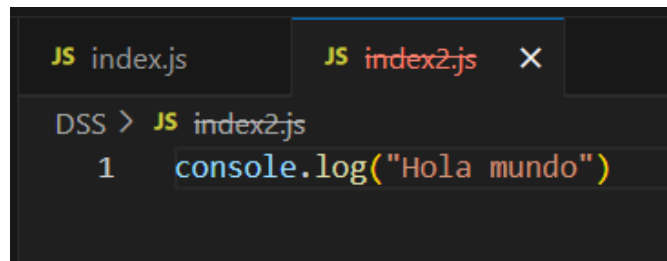 JS index.js JS index2.js ×
DSS > JS index2.js
1 console.log("Hola mundo")